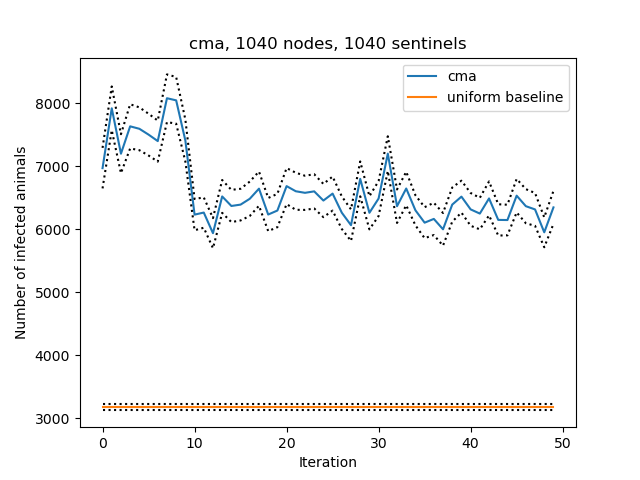 cma, 1040 nodes, 1040 sentinels
cma
uniform baseline
Number of infected animals
8000
7000
6000
5000
4000
3000
0 10 20 30 40 50
Iteration